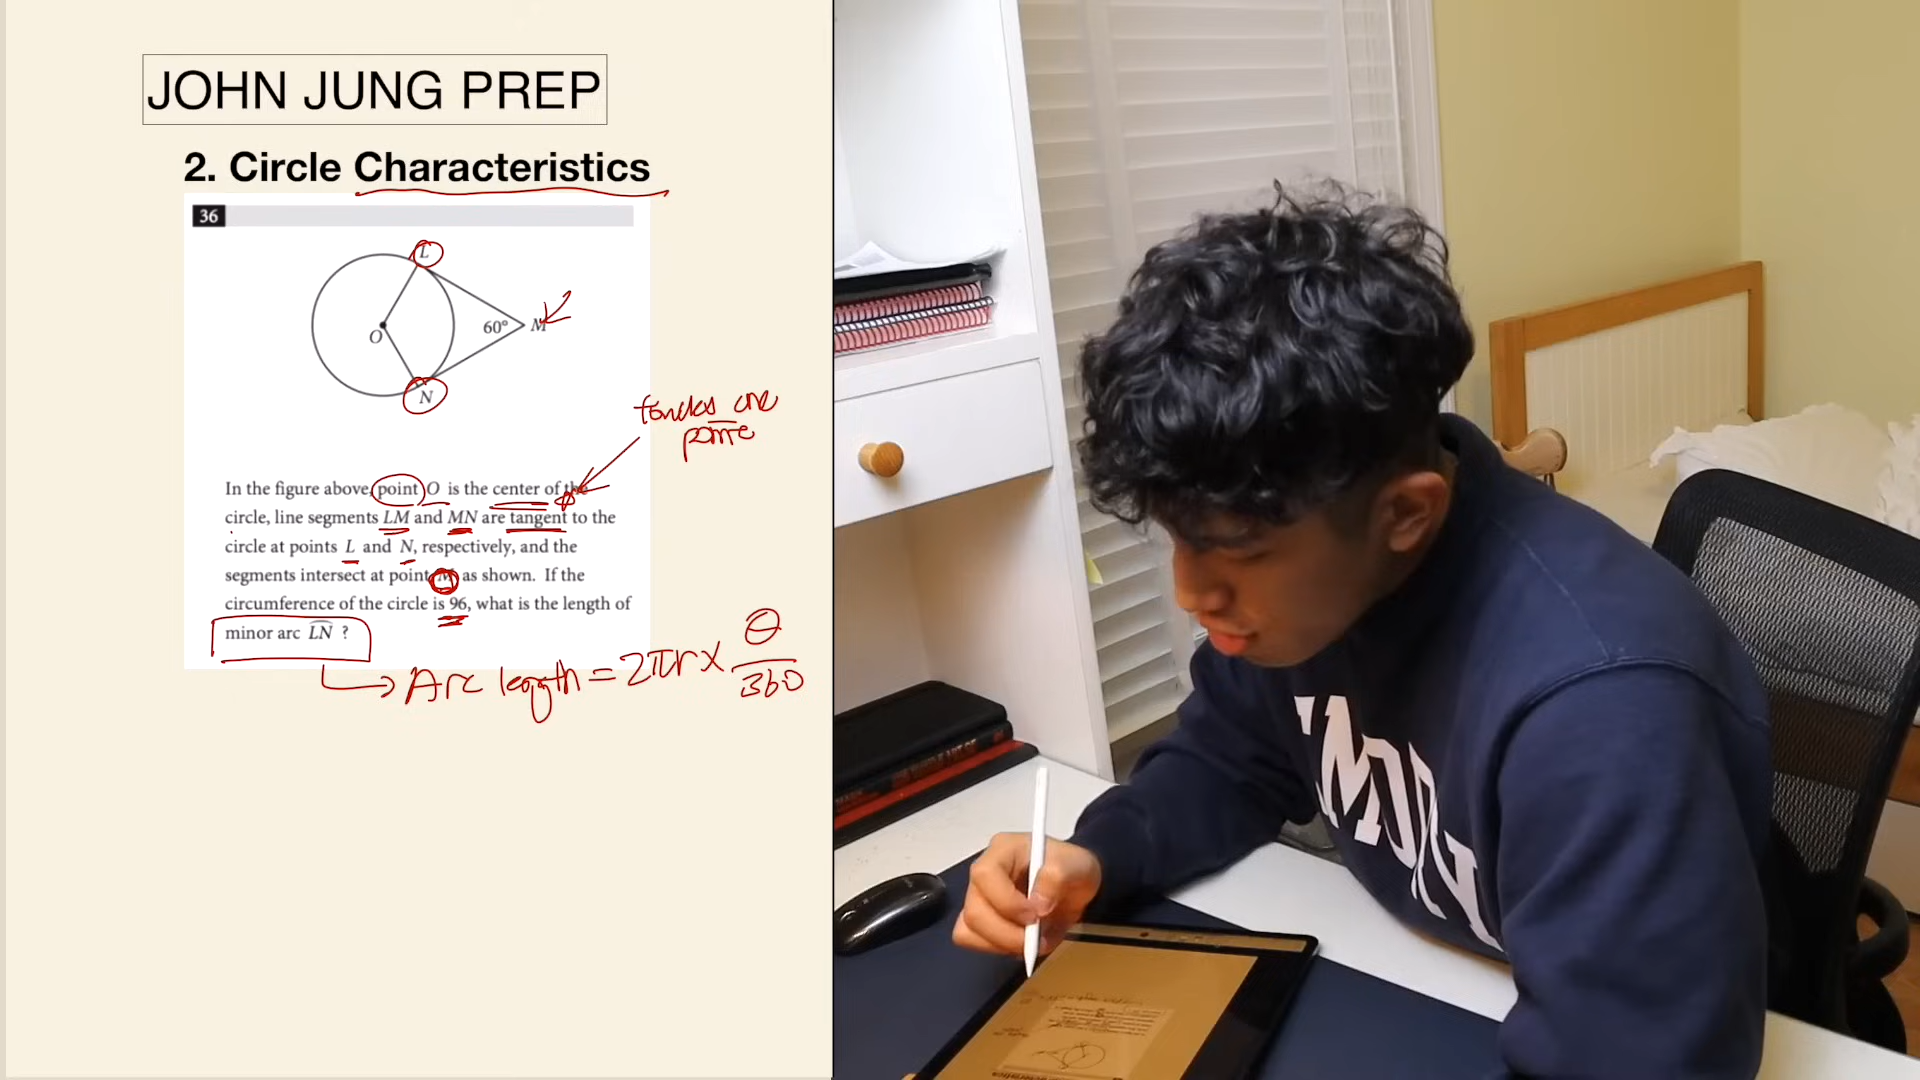 JOHN JUNG PREP
2. Circle Characteristics
36
L
60° M
O
N
touches one
point
In the figure above, point O is the center of the
circle, line segments LM and MN are tangent to the
circle at points L and N, respectively, and the
segments intersect at point M as shown. If the
circumference of the circle is 96, what is the length of
minor arc LN ?
Arc length = 2πr × θ/360